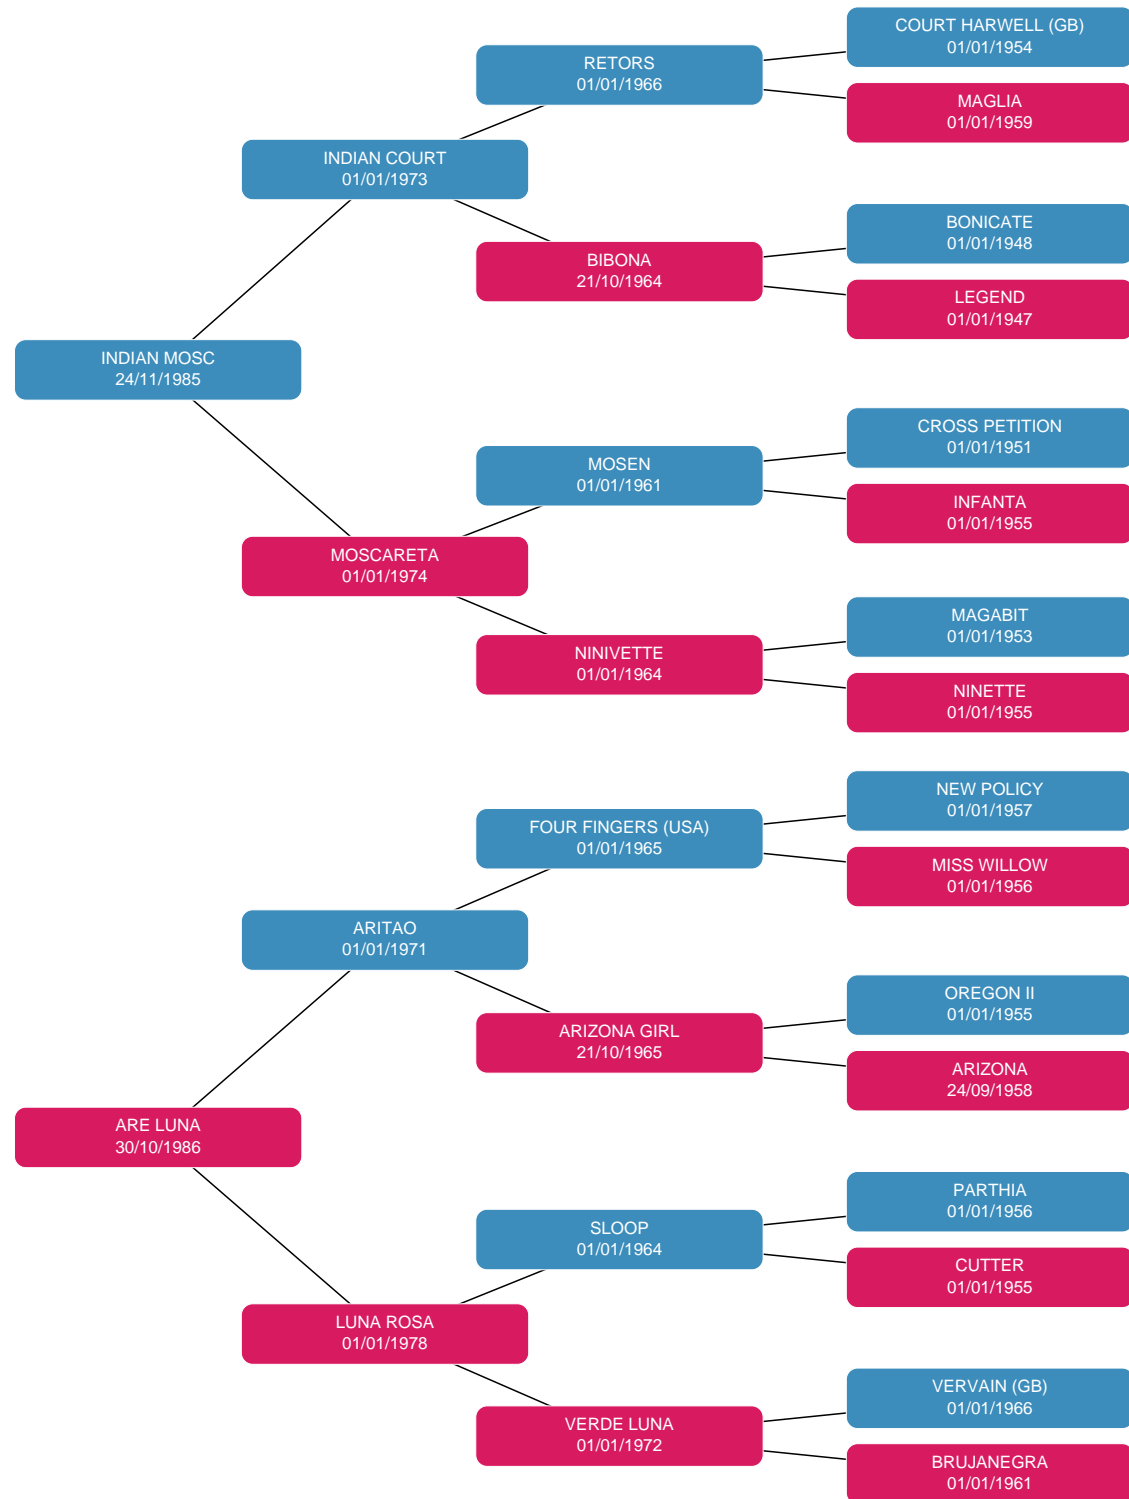 COURT HARWELL (GB)
01/01/1954
RETORS
01/01/1966
MAGLIA
01/01/1959
INDIAN COURT
01/01/1973
BONICATE
01/01/1948
BIBONA
21/10/1964
LEGEND
01/01/1947
INDIAN MOSC
24/11/1985
CROSS PETITION
01/01/1951
MOSEN
01/01/1961
INFANTA
01/01/1955
MOSCARETA
01/01/1974
MAGABIT
01/01/1953
NINIVETTE
01/01/1964
NINETTE
01/01/1955
NEW POLICY
01/01/1957
FOUR FINGERS (USA)
01/01/1965
MISS WILLOW
01/01/1956
ARITAO
01/01/1971
OREGON II
01/01/1955
ARIZONA GIRL
21/10/1965
ARIZONA
24/09/1958
ARE LUNA
30/10/1986
PARTHIA
01/01/1956
SLOOP
01/01/1964
CUTTER
01/01/1955
LUNA ROSA
01/01/1978
VERVAIN (GB)
01/01/1966
VERDE LUNA
01/01/1972
BRUJANEGRA
01/01/1961